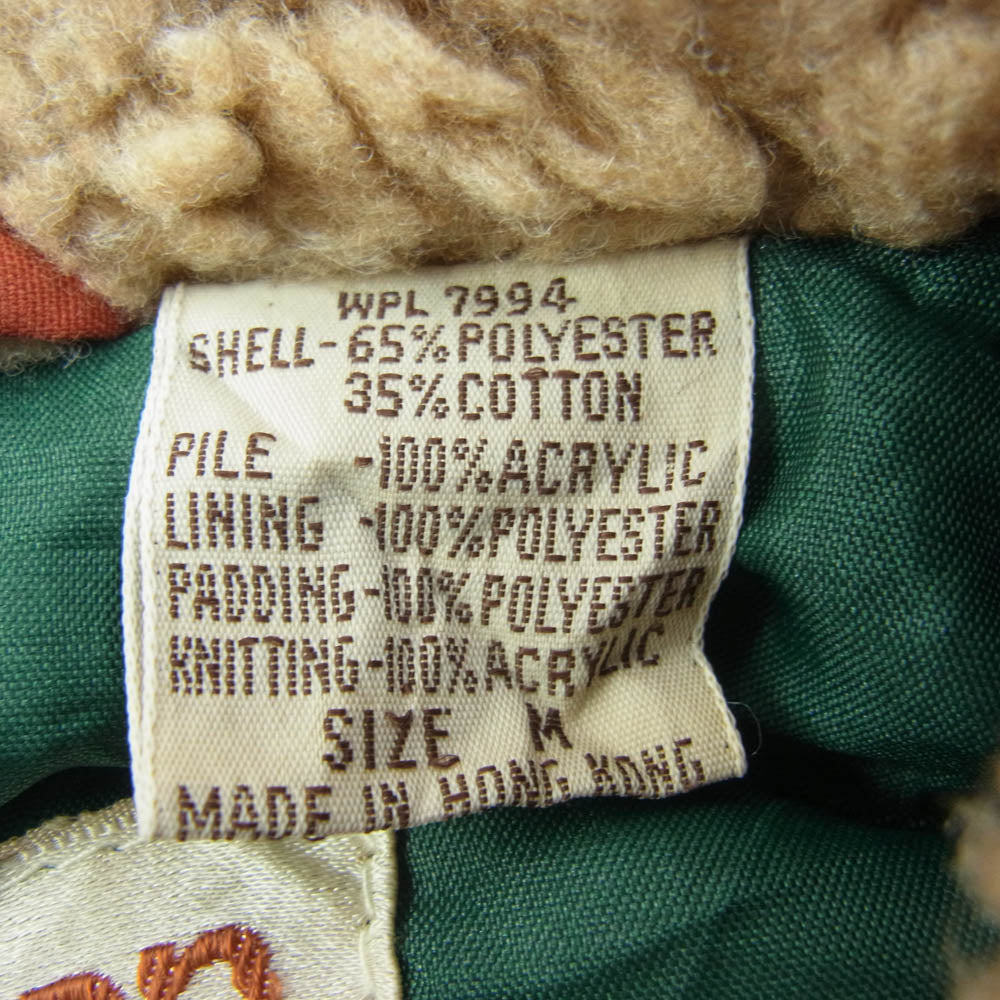 WPL 7994
SHELL-65% POLYESTER
35% COTTON
PILE -100% ACRYLIC
LINING -100% POLYESTER
PADDING-100% POLYESTER
KNITTING-100% ACRYLIC
SIZE M
MADE IN HONG KONG